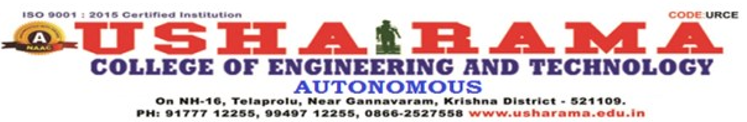 ISO 9001 : 2015 Certified Institution
CODE:URCE
A
NAAC
USHA RAMA
COLLEGE OF ENGINEERING AND TECHNOLOGY
AUTONOMOUS
On NH-16, Telaprolu, Near Gannavaram, Krishna District - 521109.
PH: 91777 12255, 99497 12255, 0866-2527558 www.usharama.edu.in